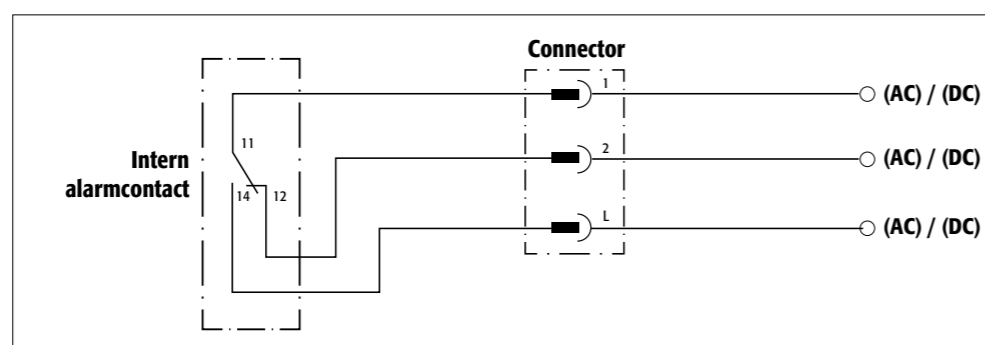 Connector
1
(AC) / (DC)
11
2
(AC) / (DC)
Intern
alarmcontact
14
12
L
(AC) / (DC)